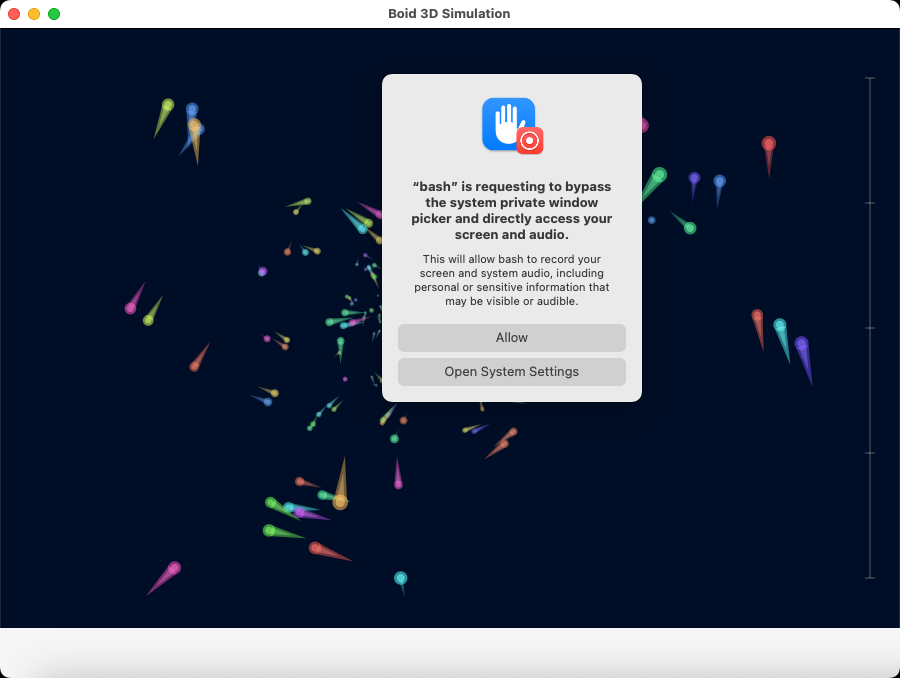 Boid 3D Simulation
“bash” is requesting to bypass
the system private window
picker and directly access your
screen and audio.
This will allow bash to record your
screen and system audio, including
personal or sensitive information that
may be visible or audible.
Allow
Open System Settings